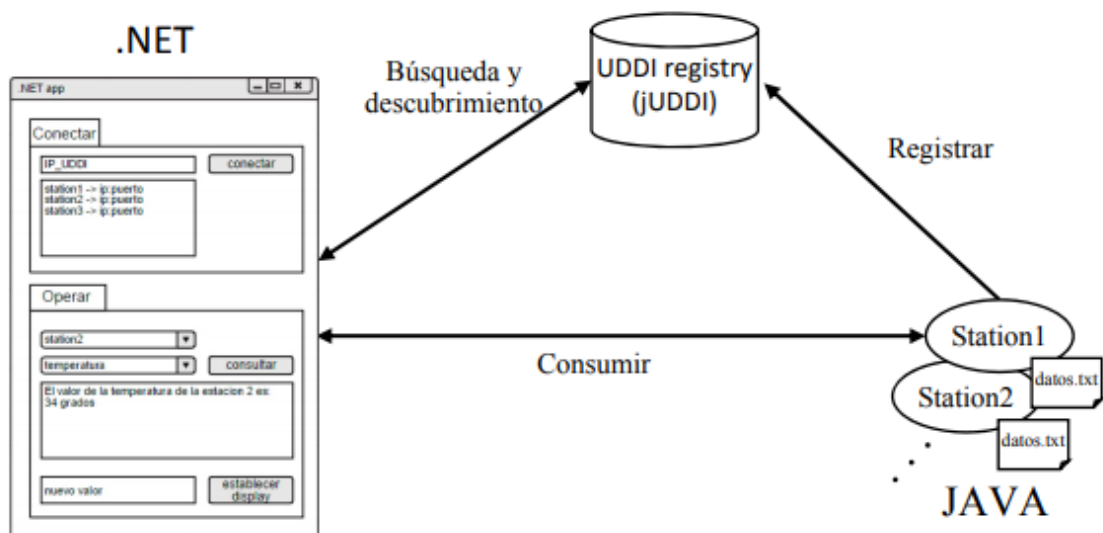 .NET
.NET app
Conectar
IP_UDDI
conectar
station1 -> ip:puerto
station2 -> ip:puerto
station3 -> ip:puerto
Operar
station2
temperatura
consultar
El valor de la temperatura de la estacion 2 es:
34 grados
nuevo valor
establecer
display
Búsqueda y
descubrimiento
UDDI registry
(jUDDI)
Registrar
Consumir
Station1
datos.txt
Station2
datos.txt
JAVA